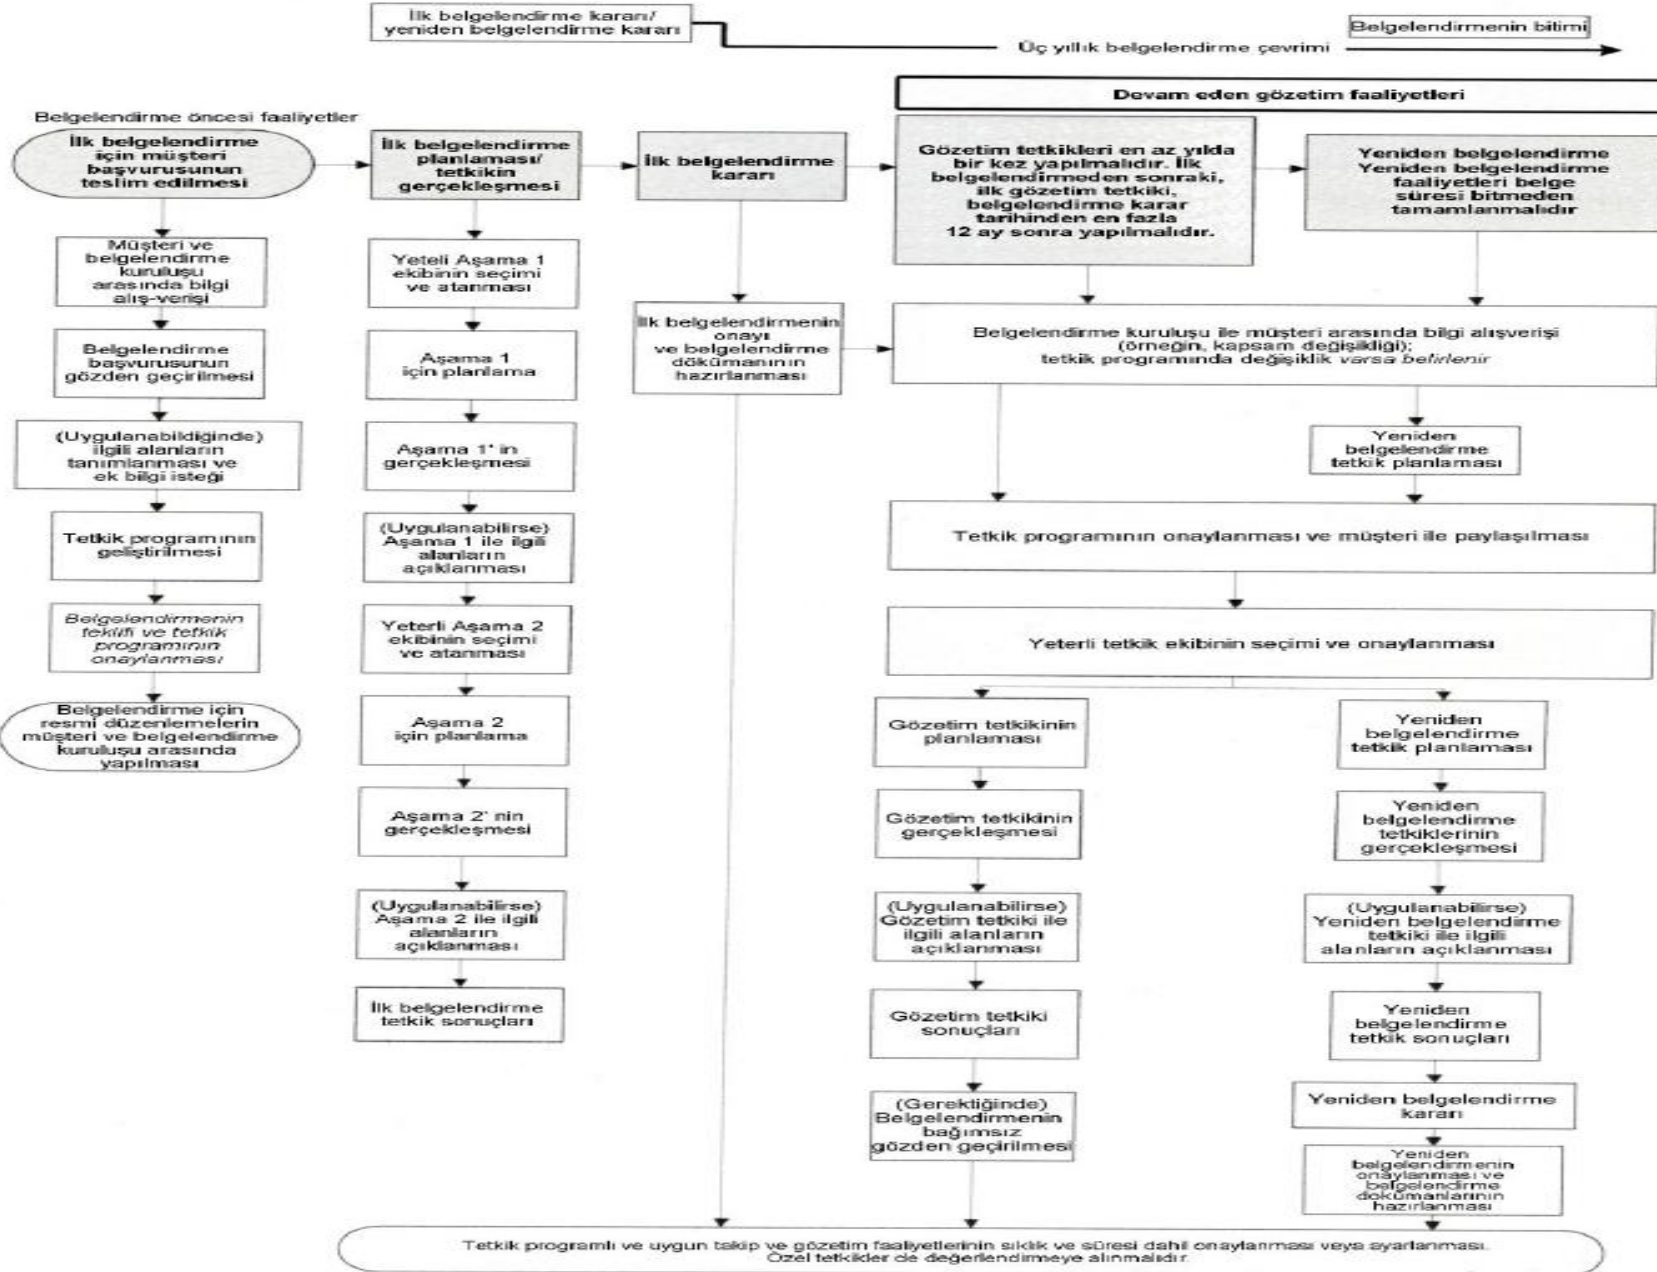 İlk belgelendirme kararı/
yeniden belgelendirme kararı
Belgelendirmenin bitimi
Üç yıllık belgelendirme çevrimi
Devam eden gözetim faaliyetleri
Belgelendirme öncesi faaliyetler
İlk belgelendirme
için müşteri
başvurusunun
teslim edilmesi
Müşteri ve
belgelendirme
kuruluşu
arasında bilgi
alış-verişi
Belgelendirme
başvurusunun
gözden geçirilmesi
(Uygulanabildiğinde)
ilgili alanların
tanımlanması ve
ek bilgi isteği
Tetkik programının
geliştirilmesi
Belgelendirmenin
teklifi ve tetkik
programının
onaylanması
Belgelendirme için
resmi düzenlemelerin
müşteri ve belgelendirme
kuruluşu arasında
yapılması
İlk belgelendirme
planlaması/
tetkikin
gerçekleşmesi
Yeteli Aşama 1
ekibinin seçimi
ve atanması
Aşama 1
için planlama
Aşama 1' in
gerçekleşmesi
(Uygulanabilirse)
Aşama 1 ile ilgili
alanların
açıklanması
Yeterli Aşama 2
ekibinin seçimi
ve atanması
Aşama 2
için planlama
Aşama 2' nin
gerçekleşmesi
(Uygulanabilirse)
Aşama 2 ile ilgili
alanların
açıklanması
İlk belgelendirme
tetkik sonuçları
İlk belgelendirme
kararı
İlk belgelendirmenin
onayı
ve belgelendirme
dökümanının
hazırlanması
Gözetim tetkikleri en az yılda
bir kez yapılmalıdır. İlk
belgelendirmeden sonraki,
ilk gözetim tetkiki,
belgelendirme karar
tarihinden en fazla
12 ay sonra yapılmalıdır.
Yeniden belgelendirme
Yeniden belgelendirme
faaliyetleri belge
süresi bitmeden
tamamlanmalıdır
Belgelendirme kuruluşu ile müşteri arasında bilgi alışverişi
(örneğin, kapsam değişikliği);
tetkik programında değişiklik varsa belirlenir
Yeniden
belgelendirme
tetkik planlaması
Tetkik programının onaylanması ve müşteri ile paylaşılması
Yeterli tetkik ekibinin seçimi ve onaylanması
Gözetim tetkikinin
planlaması
Gözetim tetkikinin
gerçekleşmesi
(Uygulanabilirse)
Gözetim tetkiki ile
ilgili alanların
açıklanması
Gözetim tetkiki
sonuçları
(Gerektiğinde)
Belgelendirmenin
bağımsız
gözden geçirilmesi
Yeniden
belgelendirme
tetkik planlaması
Yeniden
belgelendirme
tetkiklerinin
gerçekleşmesi
(Uygulanabilirse)
Yeniden belgelendirme
tetkiki ile ilgili
alanların açıklanması
Yeniden
belgelendirme
tetkik sonuçları
Yeniden belgelendirme
kararı
Yeniden
belgelendirmenin
onaylanması ve
belgelendirme
dokümanlarının
hazırlanması
Tetkik programlı ve uygun takip ve gözetim faaliyetlerinin sıklık ve süresi dahil onaylanması veya ayarlanması.
Özel tetkikler de değerlendirmeye alınmalıdır.